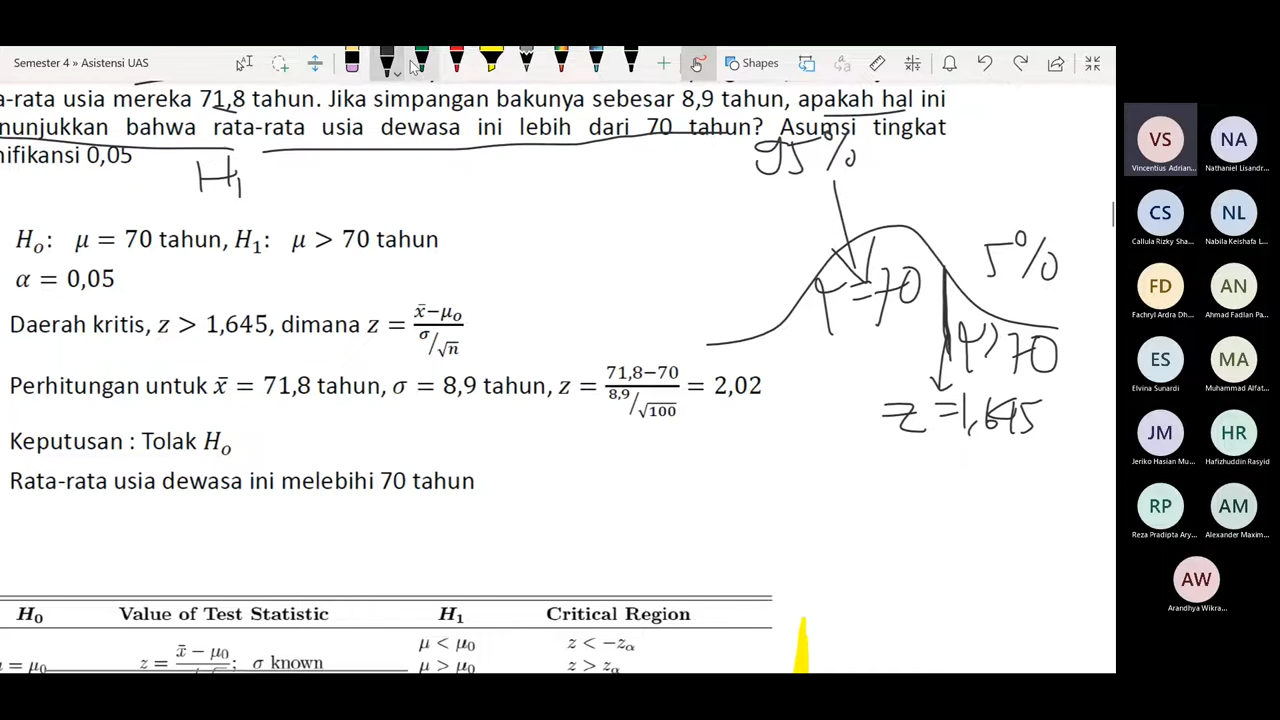 Semester 4 » Asistensi UAS
Shapes
a-rata usia mereka 71,8 tahun. Jika simpangan bakunya sebesar 8,9 tahun, apakah hal ini
nunjukkan bahwa rata-rata usia dewasa ini lebih dari 70 tahun? Asumsi tingkat
nifikansi 0,05
H₁
95%
5%
μ = 70
μ > 70
z = 1,645
Hₒ: μ = 70 tahun, H₁: μ > 70 tahun
α = 0,05
Daerah kritis, z > 1,645, dimana z = (x̄−μₒ)/(σ/√n)
Perhitungan untuk x̄ = 71,8 tahun, σ = 8,9 tahun, z = (71,8−70)/(8,9/√100) = 2,02
Keputusan : Tolak Hₒ
Rata-rata usia dewasa ini melebihi 70 tahun
H₀ Value of Test Statistic H₁ Critical Region
μ < μ₀ z < −zα
= μ₀ z = x̄ − μ₀ ; σ known μ > μ₀ z > zα
VS NA
Vincentius Adrian... Nathaniel Lisandr...
CS NL
Callula Rizky Sha... Nabila Keishafa L...
FD AN
Fachryl Ardra Dh... Ahmad Fadlan Pa...
ES MA
Elvina Sunardi Muhammad Alfat...
JM HR
Jeriko Hasian Mu... Hafizhuddin Rasyid
RP AM
Reza Pradipta Ary... Alexander Maxim...
AW
Arandhya Wikra...